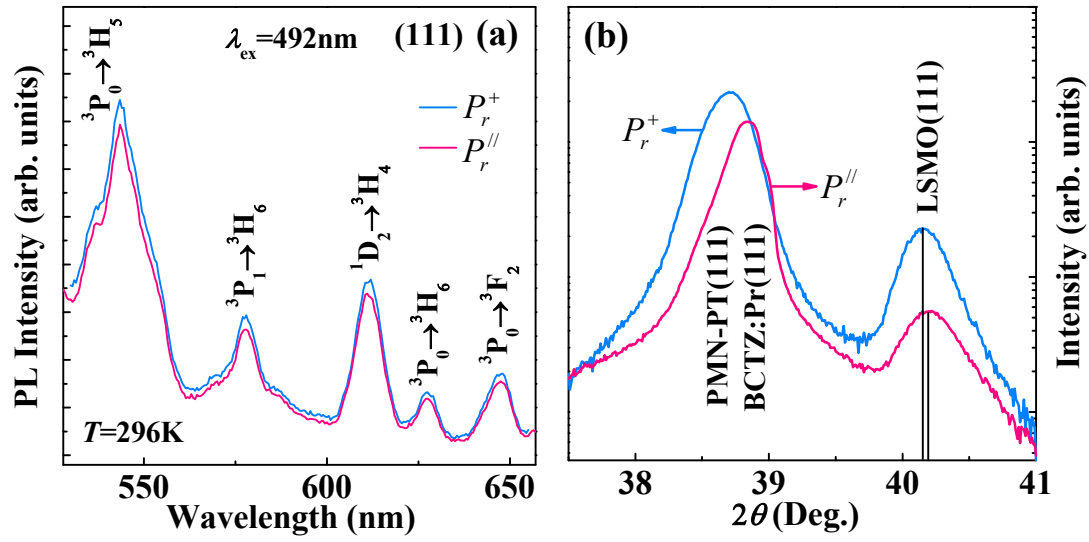 PL Intensity (arb. units)
³P₀→³H₅
λex=492nm
(111) (a)
Pr+
Pr//
³P₁→³H₆
¹D₂→³H₄
³P₀→³H₆
³P₀→³F₂
T=296K
550
600
650
Wavelength (nm)
(b)
Pr+
Pr//
PMN-PT(111)
BCTZ:Pr(111)
LSMO(111)
38
39
40
41
2θ (Deg.)
Intensity (arb. units)